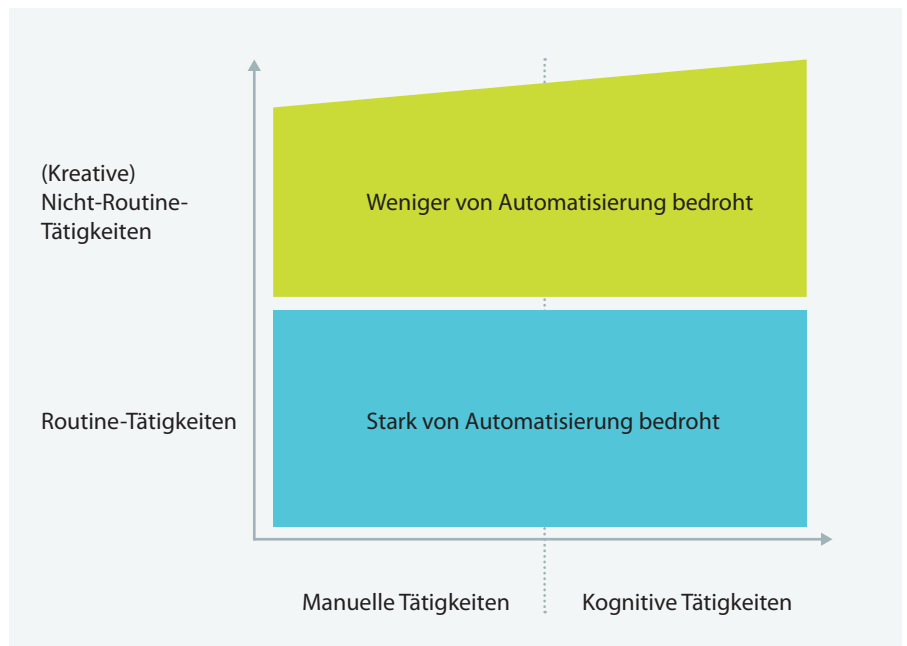 (Kreative)
Nicht-Routine-
Tätigkeiten
Weniger von Automatisierung bedroht
Routine-Tätigkeiten
Stark von Automatisierung bedroht
Manuelle Tätigkeiten
Kognitive Tätigkeiten